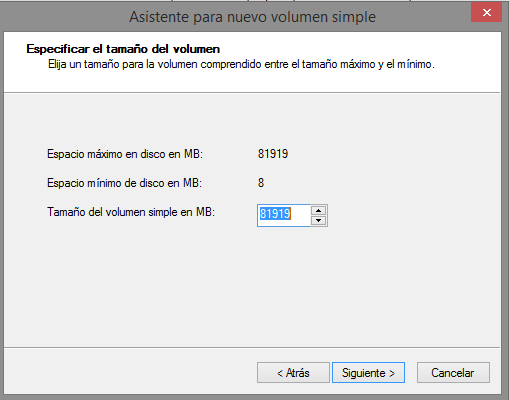 Asistente para nuevo volumen simple
Especificar el tamaño del volumen
Elija un tamaño para la volumen comprendido entre el tamaño máximo y el mínimo.
Espacio máximo en disco en MB: 81919
Espacio mínimo de disco en MB: 8
Tamaño del volumen simple en MB: 81919
< Atrás Siguiente > Cancelar